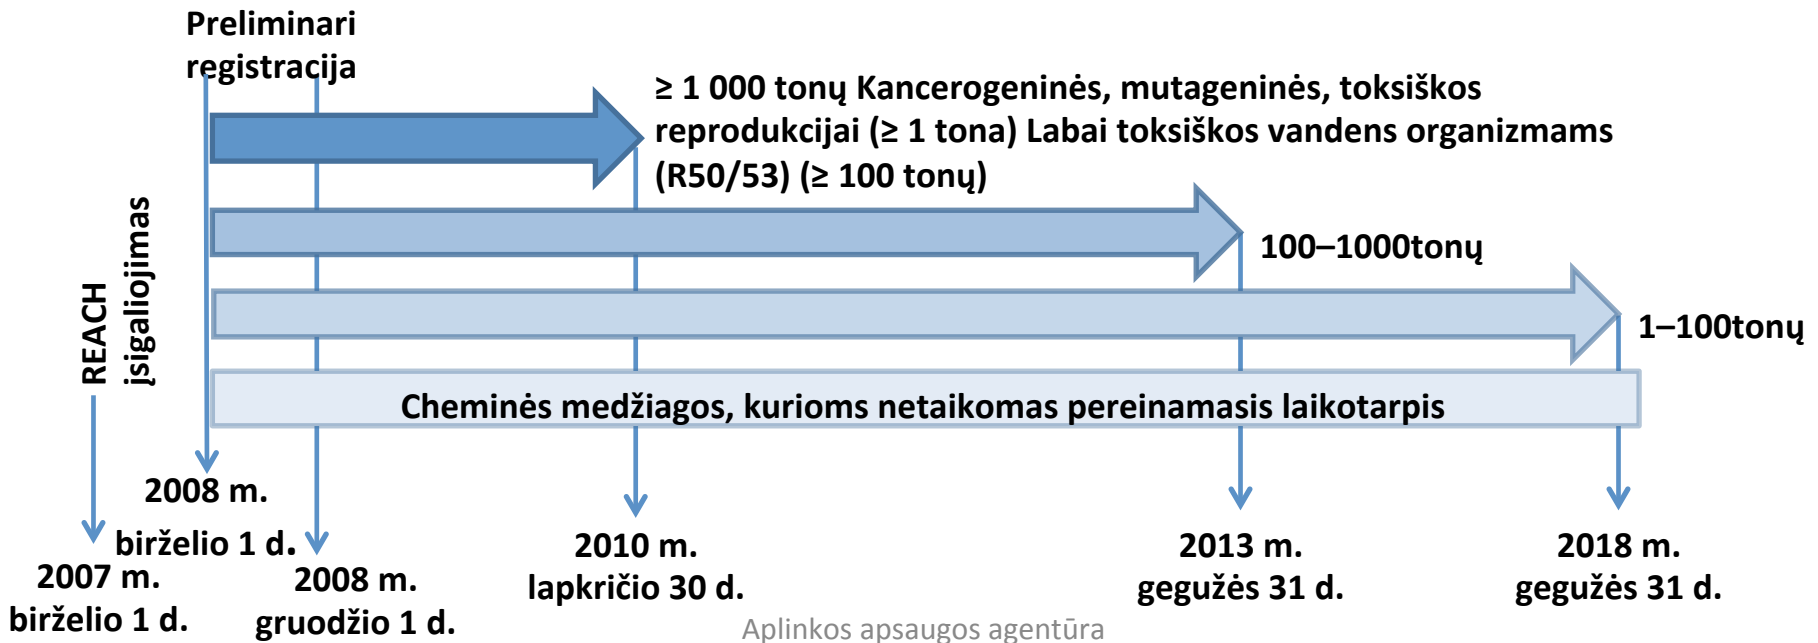 Preliminari
registracija
≥ 1 000 tonų Kancerogeninės, mutageninės, toksiškos
reprodukcijai (≥ 1 tona) Labai toksiškos vandens organizmams
(R50/53) (≥ 100 tonų)
100–1000tonų
1–100tonų
REACH
įsigaliojimas
Cheminės medžiagos, kurioms netaikomas pereinamasis laikotarpis
2008 m.
birželio 1 d.
2007 m.
birželio 1 d.
2008 m.
gruodžio 1 d.
2010 m.
lapkričio 30 d.
2013 m.
gegužės 31 d.
2018 m.
gegužės 31 d.
Aplinkos apsaugos agentūra